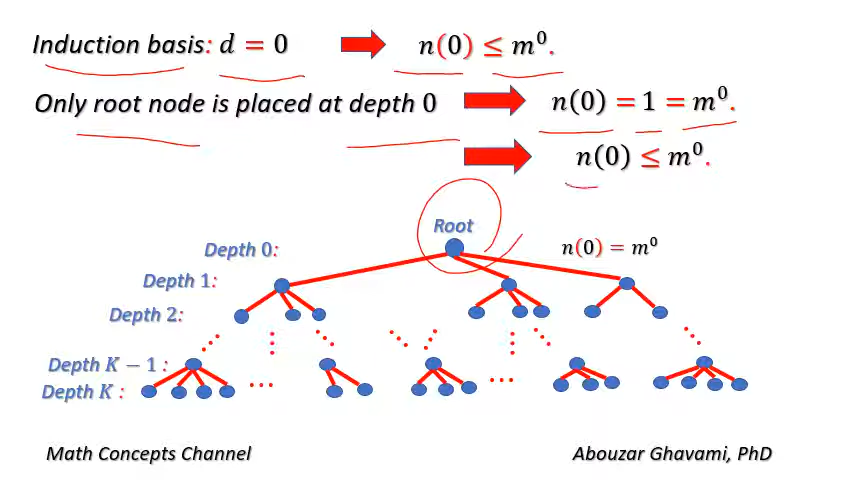 Induction basis: d = 0 n(0) ≤ m⁰.
Only root node is placed at depth 0 n(0) = 1 = m⁰.
n(0) ≤ m⁰.
Root
Depth 0: n(0) = m⁰
Depth 1:
Depth 2:
Depth K − 1 :
Depth K :
Math Concepts Channel Abouzar Ghavami, PhD